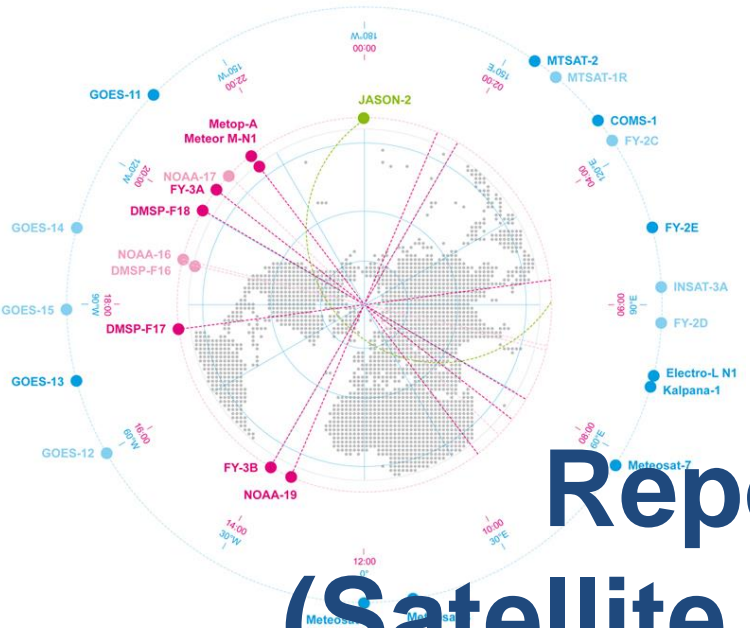 180°W
00:00
150°W
22:00
150°E
02:00
MTSAT-2
MTSAT-1R
GOES-11
JASON-2
COMS-1
FY-2C
Metop-A
Meteor M-N1
120°W
20:00
120°E
04:00
NOAA-17
FY-3A
DMSP-F18
GOES-14
FY-2E
NOAA-16
DMSP-F16
INSAT-3A
GOES-15
90°W
18:00
06:00
90°E
FY-2D
DMSP-F17
GOES-13
Electro-L N1
Kalpana-1
16:00
60°W
08:00
60°E
GOES-12
FY-3B
NOAA-19
Meteosat-7
14:00
30°W
10:00
30°E
12:00
0°
(Satellite